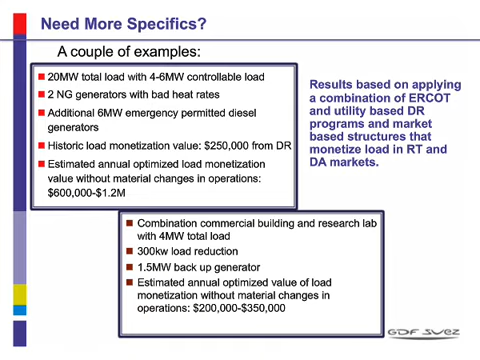 Need More Specifics?
A couple of examples:
20MW total load with 4-6MW controllable load
2 NG generators with bad heat rates
Additional 6MW emergency permitted diesel
generators
Historic load monetization value: $250,000 from DR
Estimated annual optimized load monetization
value without material changes in operations:
$600,000-$1.2M
Results based on applying
a combination of ERCOT
and utility based DR
programs and market
based structures that
monetize load in RT and
DA markets.
Combination commercial building and research lab
with 4MW total load
300kw load reduction
1.5MW back up generator
Estimated annual optimized value of load
monetization without material changes in
operations: $200,000-$350,000
GDF SUEZ